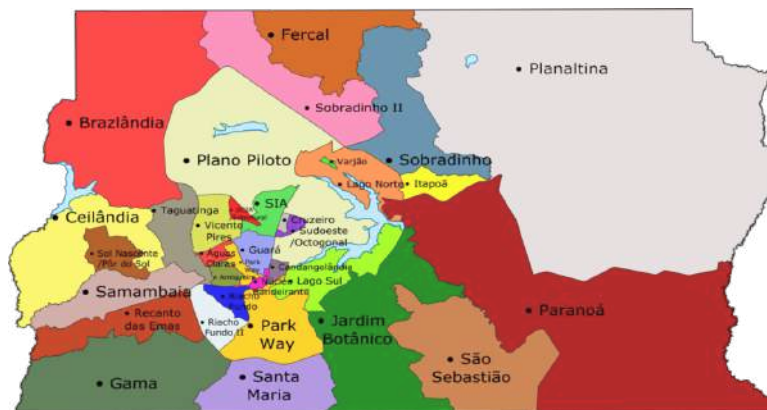 Fercal
Planaltina
Sobradinho II
Brazlândia
Plano Piloto
Varjão
Sobradinho
Lago Norte
Itapoã
Taguatinga
SIA
Ceilândia
Vicente
Pires
Cruzeiro
Sudoeste
/Octogonal
Sol Nascente
/Pôr do Sol
Guará
Águas
Claras
Park
Way
Candangolândia
Lago Sul
Bandeirante
Samambaia
Riacho
Fundo
Recanto
das Emas
Riacho
Fundo II
Park
Way
Jardim
Botânico
Paranoá
São
Sebastião
Gama
Santa
Maria